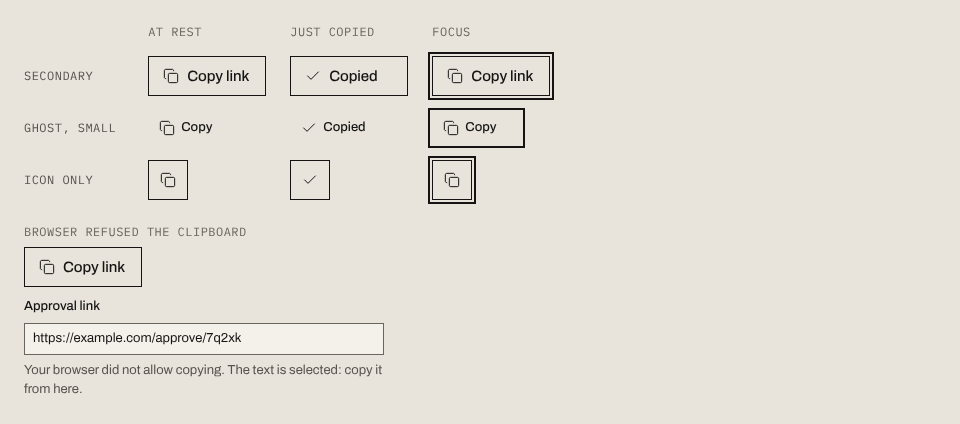 AT REST JUST COPIED FOCUS
SECONDARY Copy link Copied Copy link
GHOST, SMALL Copy Copied Copy
ICON ONLY
BROWSER REFUSED THE CLIPBOARD
Copy link
Approval link
https://example.com/approve/7q2xk
Your browser did not allow copying. The text is selected: copy it
from here.